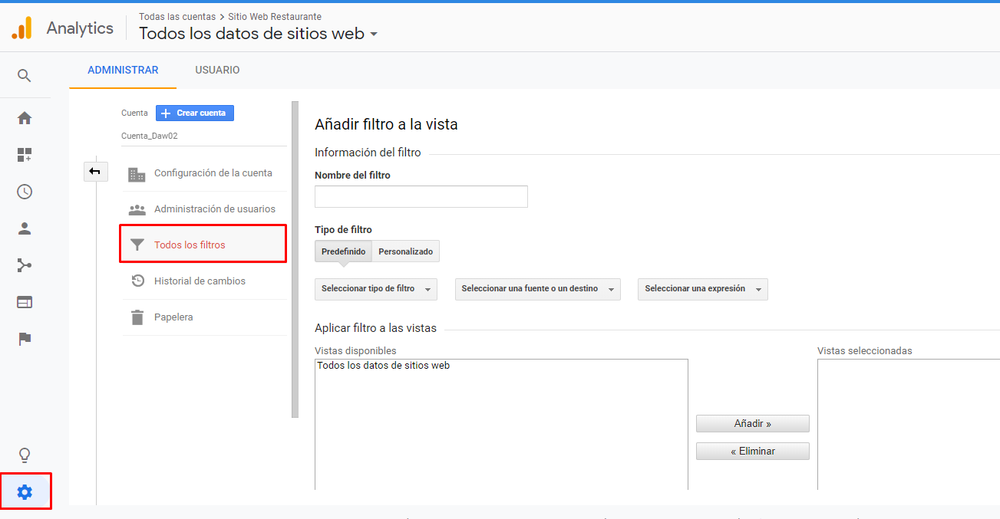 Analytics
Todas las cuentas > Sitio Web Restaurante
Todos los datos de sitios web
ADMINISTRAR
USUARIO
Cuenta
Crear cuenta
Cuenta_Daw02
Configuración de la cuenta
Administración de usuarios
Todos los filtros
Historial de cambios
Papelera
Añadir filtro a la vista
Información del filtro
Nombre del filtro
Tipo de filtro
Predefinido
Personalizado
Seleccionar tipo de filtro
Seleccionar una fuente o un destino
Seleccionar una expresión
Aplicar filtro a las vistas
Vistas disponibles
Todos los datos de sitios web
Añadir »
« Eliminar
Vistas seleccionadas